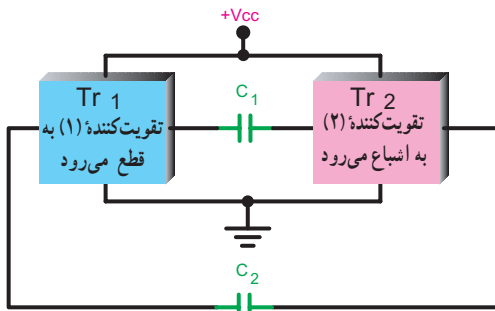 +Vcc
Tr 1
تقویت‌کنندهٔ (۱) به
قطع می‌رود
C1
Tr 2
تقویت‌کنندهٔ (۲)
به اشباع می‌رود
C2